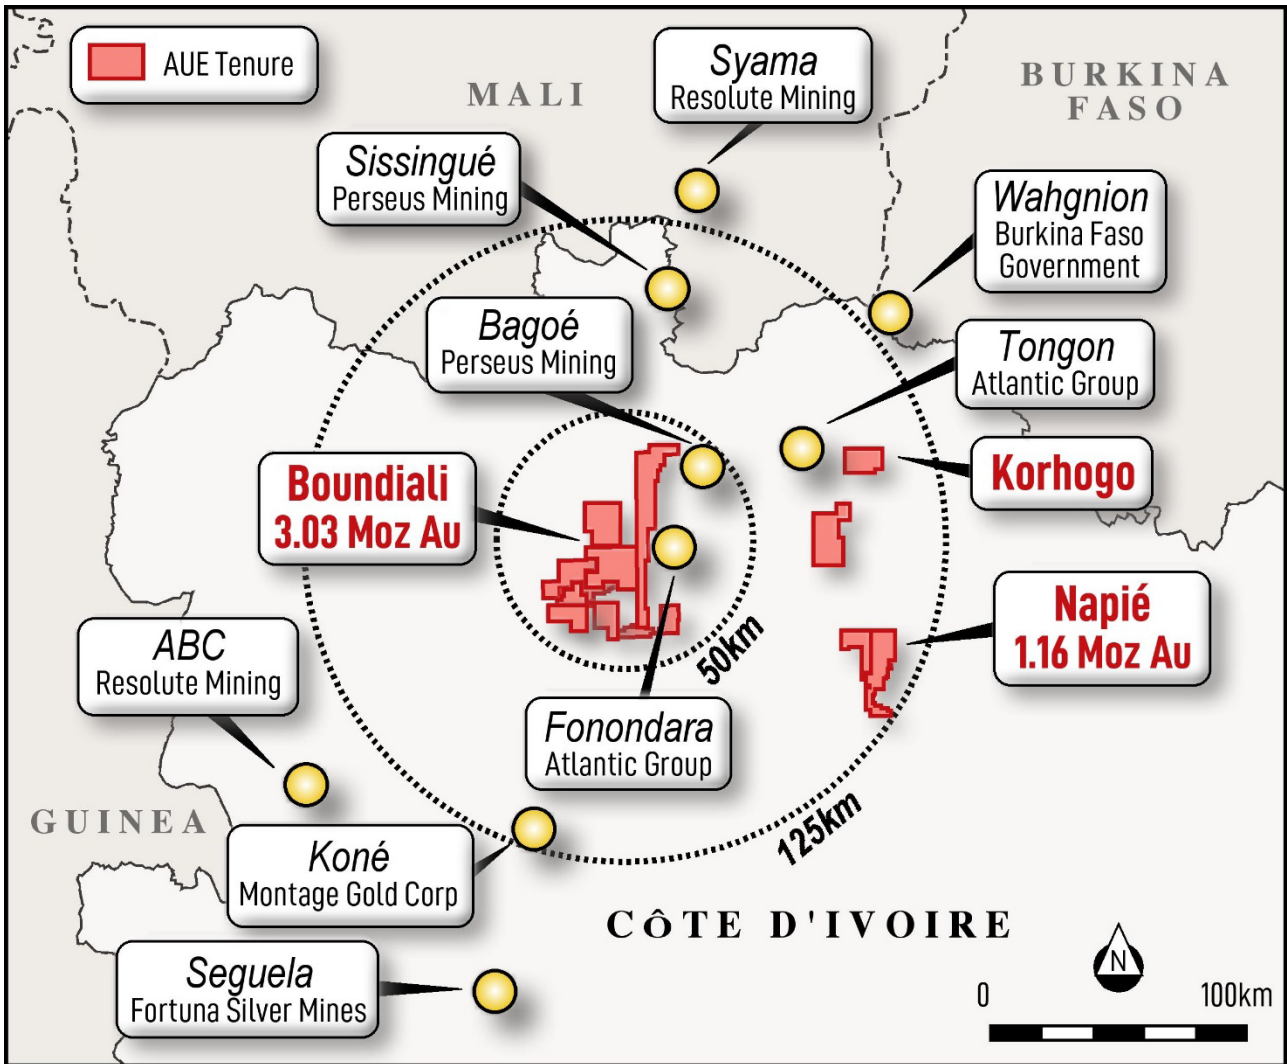 AUE Tenure
MALI
Syama
Resolute Mining
BURKINA
FASO
Sissingué
Perseus Mining
Wahgnion
Burkina Faso
Government
Bagoé
Perseus Mining
Tongon
Atlantic Group
Boundiali
3.03 Moz Au
Korhogo
Napié
1.16 Moz Au
50km
ABC
Resolute Mining
Fonondara
Atlantic Group
125km
GUINEA
Koné
Montage Gold Corp
CÔTE D'IVOIRE
Seguela
Fortuna Silver Mines
N
0 100km